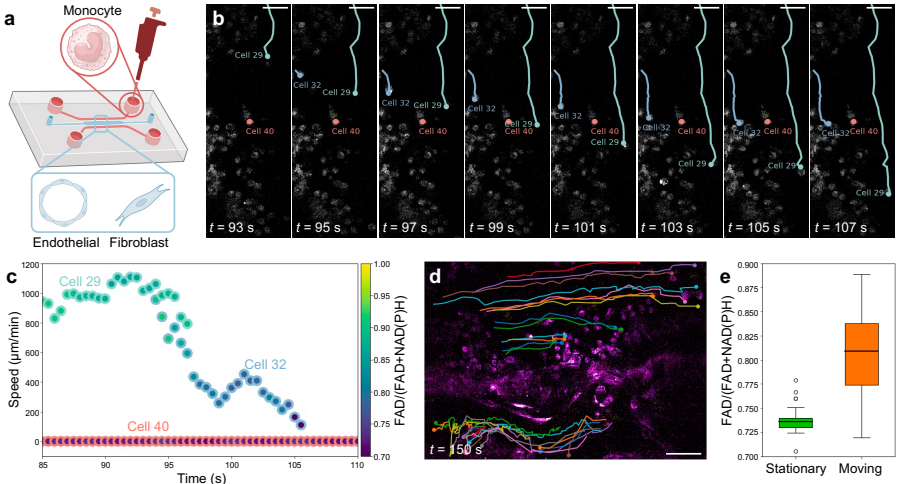 a
Monocyte
Endothelial Fibroblast
b
Cell 29
t = 93 s
Cell 32
Cell 29
Cell 40
t = 95 s
Cell 32
Cell 29
Cell 40
t = 97 s
Cell 32
Cell 29
Cell 40
t = 99 s
Cell 32
Cell 40
Cell 29
t = 101 s
Cell 32
Cell 40
Cell 29
t = 103 s
Cell 32
Cell 40
Cell 29
t = 105 s
Cell 32
Cell 40
Cell 29
t = 107 s
c
Speed (µm/min)
1200
1000
800
600
400
200
0
Cell 29
Cell 32
Cell 40
85 90 95 100 105 110
Time (s)
1.00
0.95
0.90
0.85
0.80
0.75
0.70
FAD/(FAD+NAD(P)H)
d
t = 150 s
e
FAD/(FAD+NAD(P)H)
0.900
0.875
0.850
0.825
0.800
0.775
0.750
0.725
0.700
Stationary Moving